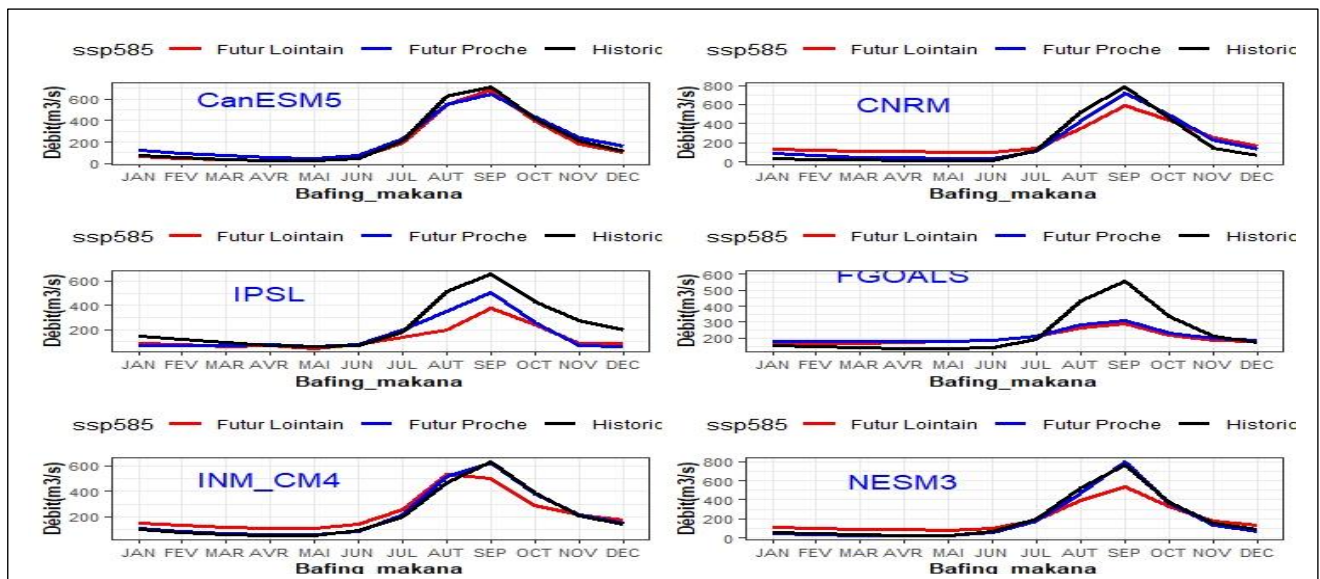 ssp585 Futur Lointain Futur Proche Historic
Dèbit(m3/s)
600
400
200
0
CanESM5
JAN FEV MAR AVR MAI JUN JUL AUT SEP OCT NOV DEC
Bafing_makana
ssp585 Futur Lointain Futur Proche Historic
Dèbit(m3/s)
800
600
400
200
0
CNRM
JAN FEV MAR AVR MAI JUN JUL AUT SEP OCT NOV DEC
Bafing_makana
ssp585 Futur Lointain Futur Proche Historic
Dèbit(m3/s)
600
400
200
IPSL
JAN FEV MAR AVR MAI JUN JUL AUT SEP OCT NOV DEC
Bafing_makana
ssp585 Futur Lointain Futur Proche Historic
Dèbit(m3/s)
600
500
400
300
200
FGOALS
JAN FEV MAR AVR MAI JUN JUL AUT SEP OCT NOV DEC
Bafing_makana
ssp585 Futur Lointain Futur Proche Historic
Dèbit(m3/s)
600
400
200
INM_CM4
JAN FEV MAR AVR MAI JUN JUL AUT SEP OCT NOV DEC
Bafing_makana
ssp585 Futur Lointain Futur Proche Historic
Dèbit(m3/s)
800
600
400
200
0
NESM3
JAN FEV MAR AVR MAI JUN JUL AUT SEP OCT NOV DEC
Bafing_makana